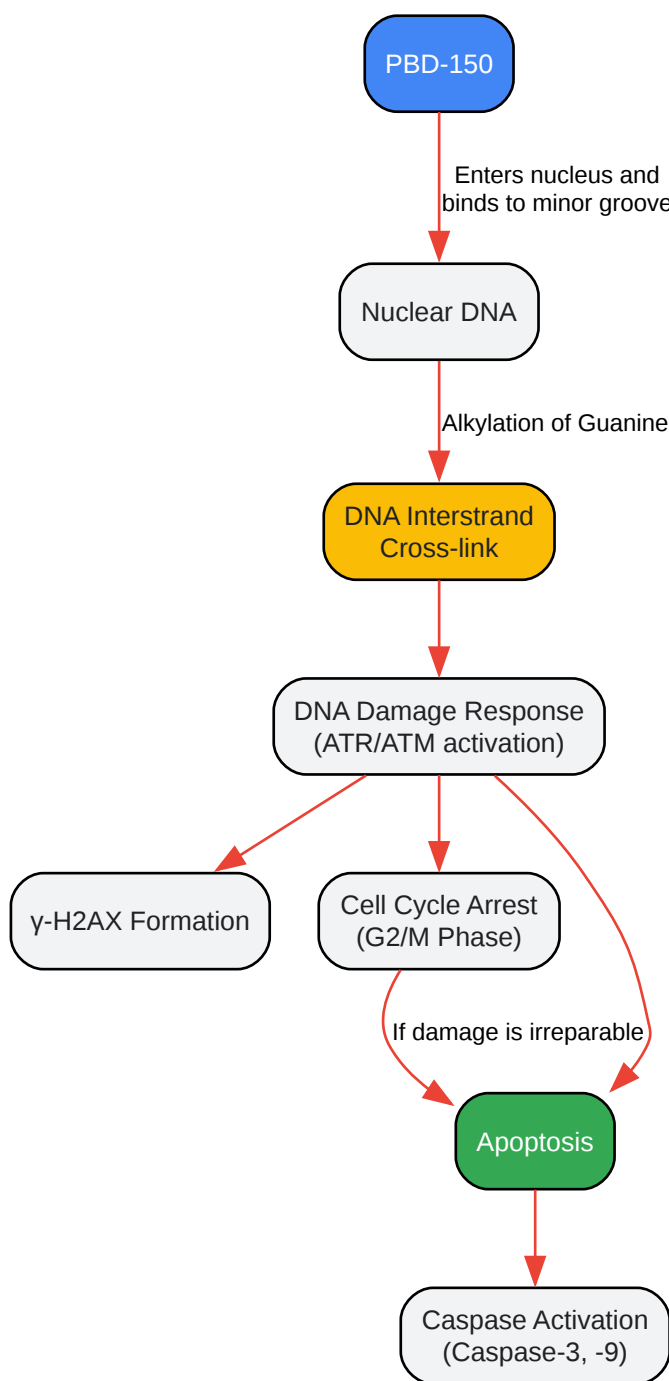 PBD-150
Enters nucleus and
binds to minor groove
Nuclear DNA
Alkylation of Guanine
DNA Interstrand
Cross-link
DNA Damage Response
(ATR/ATM activation)
γ-H2AX Formation
Cell Cycle Arrest
(G2/M Phase)
If damage is irreparable
Apoptosis
Caspase Activation
(Caspase-3, -9)